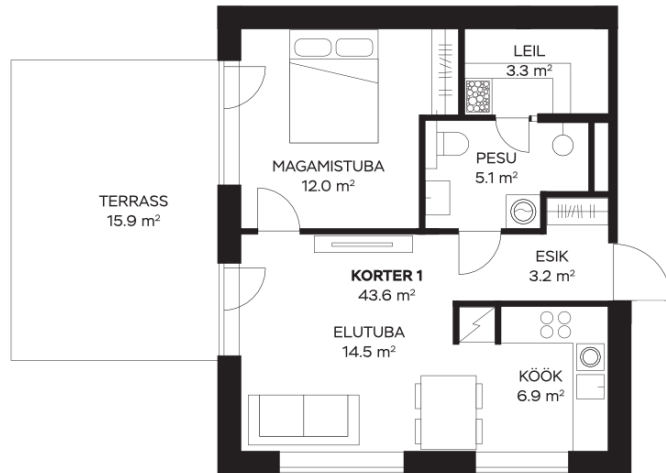 LEIL
3.3 m²
MAGAMISTUBA
12.0 m²
PESU
5.1 m²
TERRASS
15.9 m²
ESIK
3.2 m²
KORTER 1
43.6 m²
ELUTUBA
14.5 m²
KÖÖK
6.9 m²